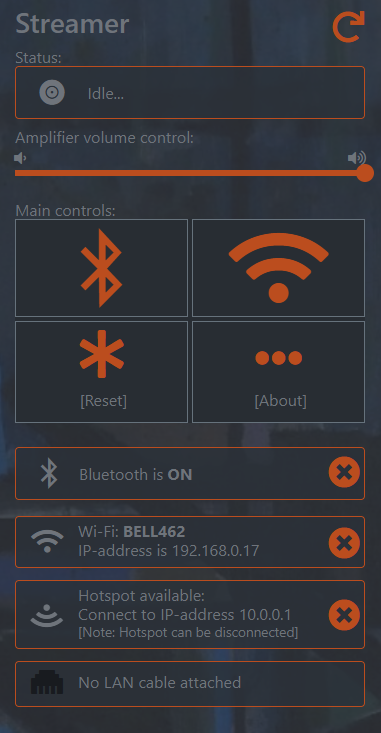 Streamer
Status:
Idle...
Amplifier volume control:
Main controls:
[Reset]
[About]
Bluetooth is ON
Wi-Fi: BELL462
IP-address is 192.168.0.17
Hotspot available:
Connect to IP-address 10.0.0.1
[Note: Hotspot can be disconnected]
No LAN cable attached